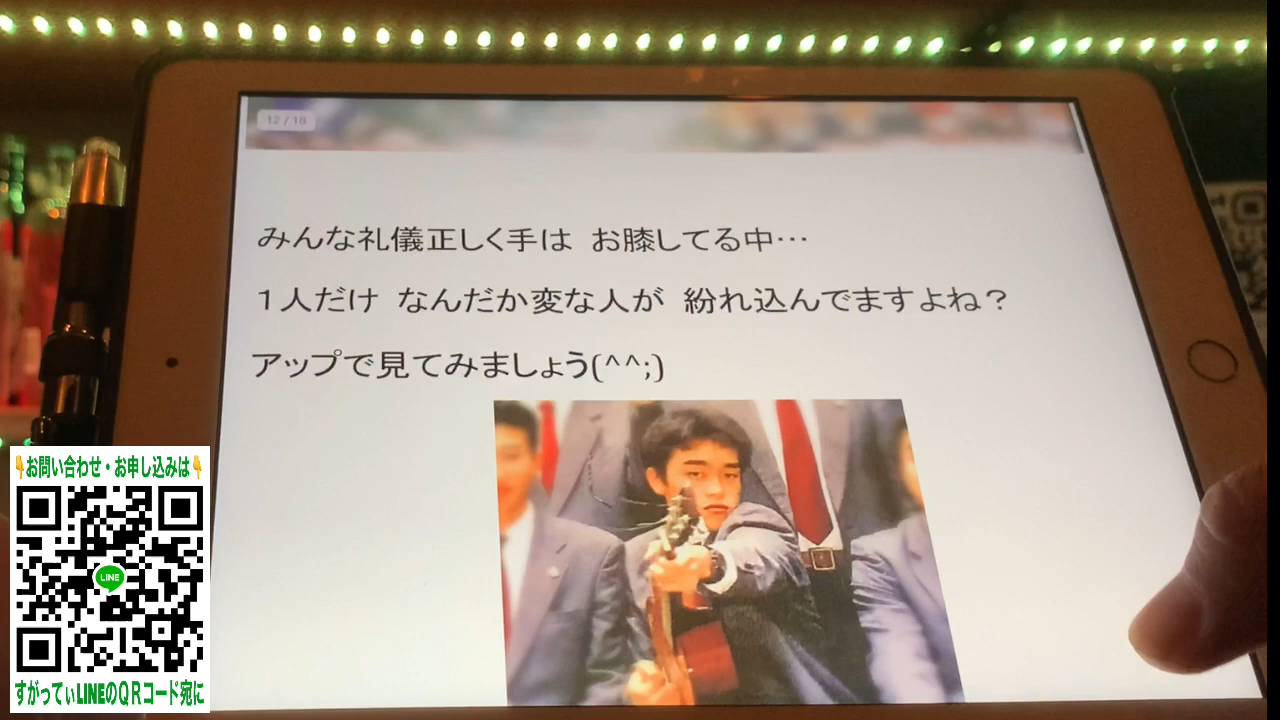 12 / 18
みんな礼儀正しく手は お膝してる中…
１人だけ なんだか変な人が 紛れ込んでますよね？
アップで見てみましょう(^^;)
👇お問い合わせ・お申し込みは👇
LINE
すがってぃLINEのＱＲコード宛に